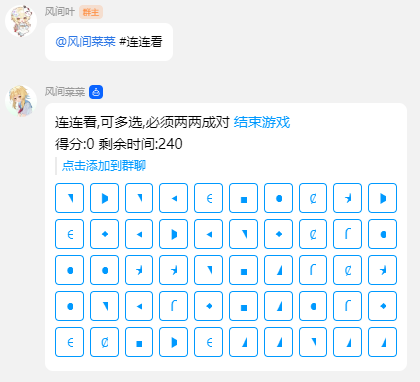 风间叶 群主
@风间菜菜 #连连看
风间菜菜
连连看,可多选,必须两两成对 结束游戏
得分:0 剩余时间:240
点击添加到群聊